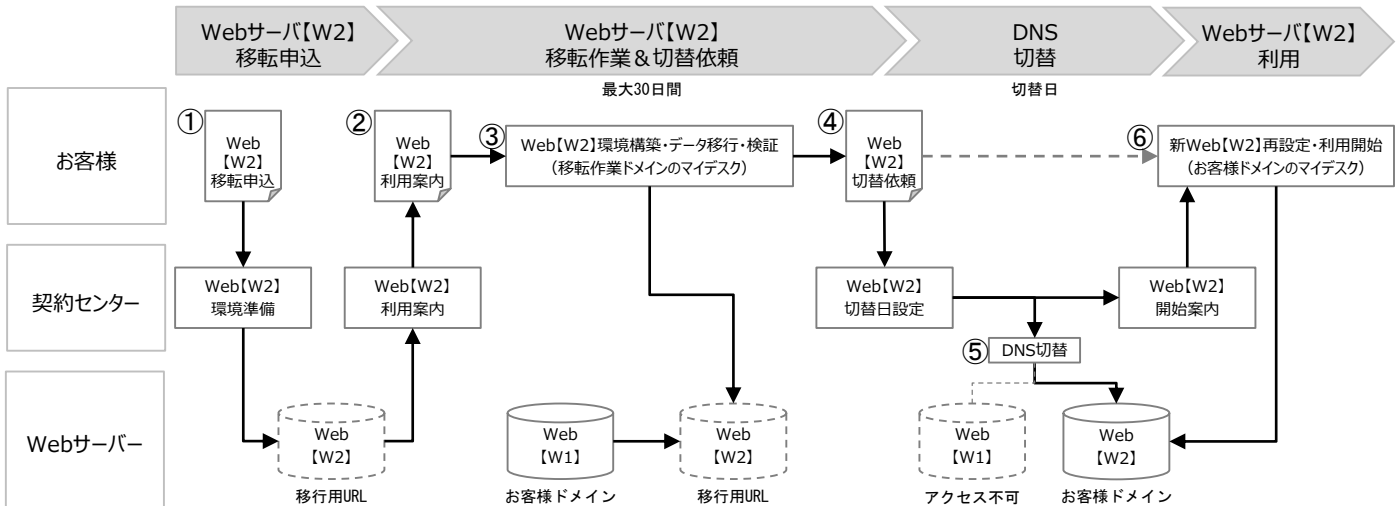 Webサーバ【W2】
移転申込
Webサーバ【W2】
移転作業＆切替依頼
DNS
切替
Webサーバ【W2】
利用
最大30日間
切替日
お客様
①
Web
【W2】
移転申込
②
Web
【W2】
利用案内
③
Web【W2】環境構築・データ移行・検証
（移転作業ドメインのマイデスク）
④
Web
【W2】
切替依頼
⑥
新Web【W2】再設定・利用開始
（お客様ドメインのマイデスク）
契約センター
Web【W2】
環境準備
Web【W2】
利用案内
Web【W2】
切替日設定
Web【W2】
開始案内
⑤
DNS切替
Webサーバー
Web
【W2】
移行用URL
Web
【W1】
お客様ドメイン
Web
【W2】
移行用URL
Web
【W1】
アクセス不可
Web
【W2】
お客様ドメイン